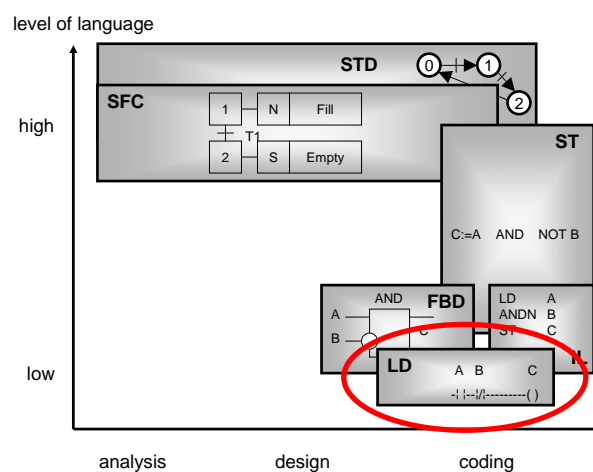 level of language
STD
0
1
2
high
SFC
1 N Fill
T1
2 S Empty
ST
C:=A AND NOT B
FBD
AND
A
B
C
LD A
ANDN B
ST C
IL
low
LD
A B C
-¦ ¦--¦/¦---------( )
analysis design coding